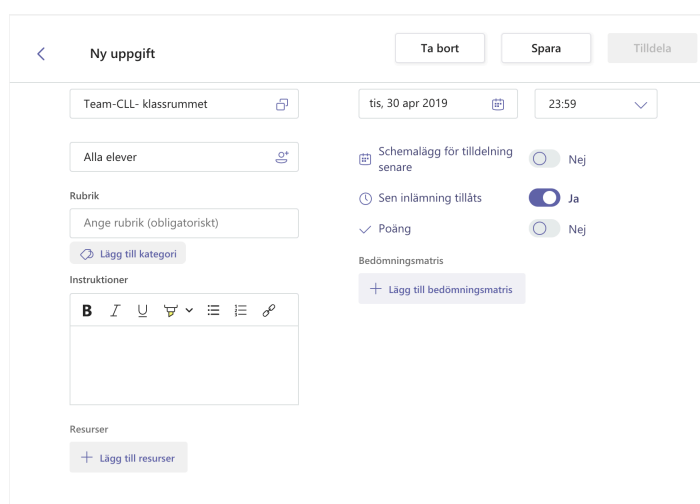 Ny uppgift
Ta bort
Spara
Tilldela
Team-CLL- klassrummet
Alla elever
Rubrik
Ange rubrik (obligatoriskt)
Lägg till kategori
Instruktioner
B I U
Resurser
Lägg till resurser
tis, 30 apr 2019
23:59
Schemalägg för tilldelning
senare
Nej
Sen inlämning tillåts
Ja
Poäng
Nej
Bedömningsmatris
Lägg till bedömningsmatris